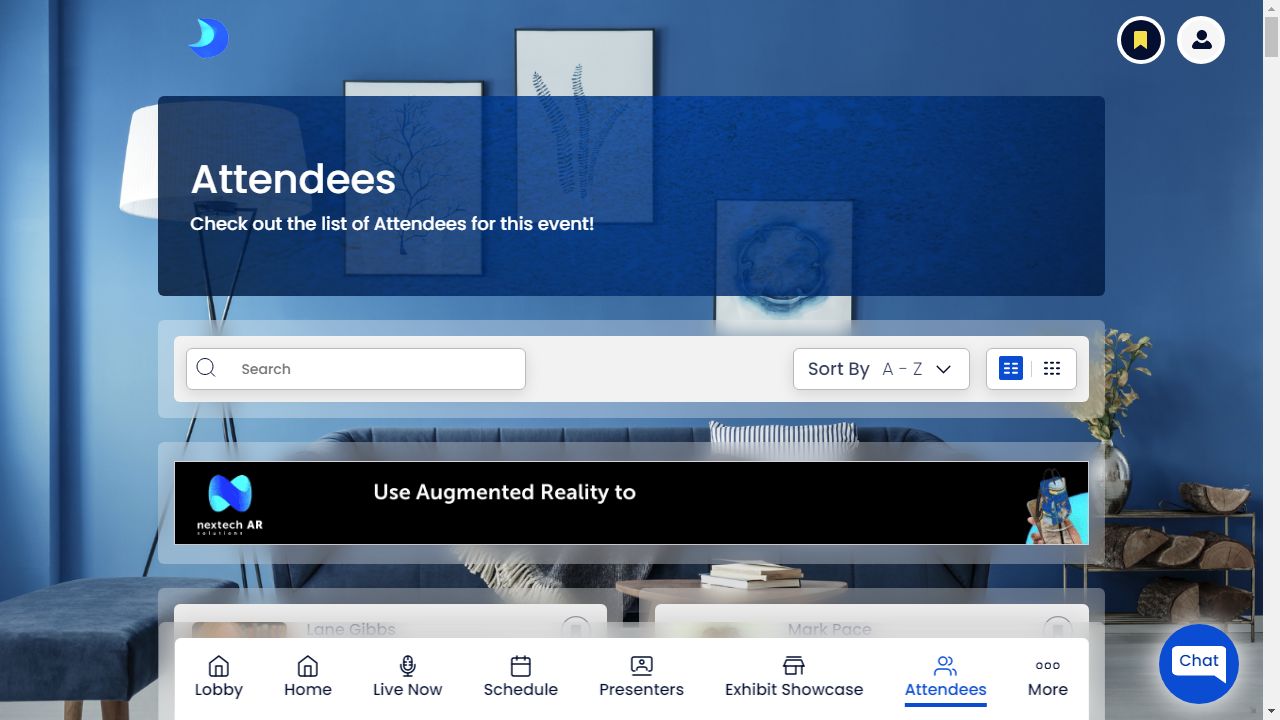 Attendees
Check out the list of Attendees for this event!
Search
Sort By A - Z
nextech AR
solutions
Use Augmented Reality to
Lane Gibbs
Mark Pace
Lobby
Home
Live Now
Schedule
Presenters
Exhibit Showcase
Attendees
More
Chat